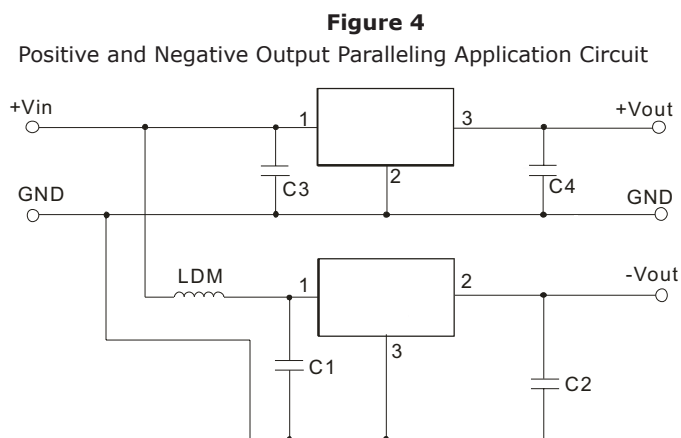 Figure 4
Positive and Negative Output Paralleling Application Circuit
+Vin
1
3
+Vout
C3
2
C4
GND
GND
LDM
1
2
-Vout
3
C1
C2